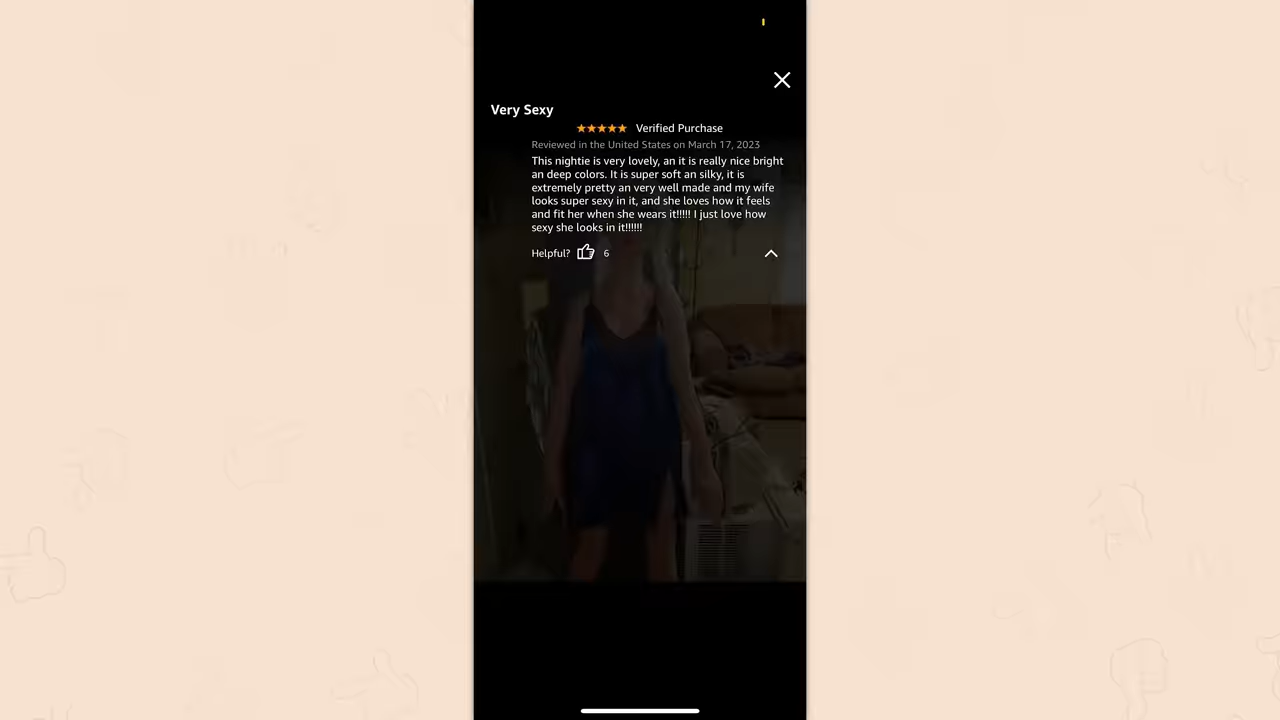 Very Sexy
Verified Purchase
Reviewed in the United States on March 17, 2023
This nightie is very lovely, an it is really nice bright
an deep colors. It is super soft an silky, it is
extremely pretty an very well made and my wife
looks super sexy in it, and she loves how it feels
and fit her when she wears it!!!!! I just love how
sexy she looks in it!!!!!!
Helpful? 6